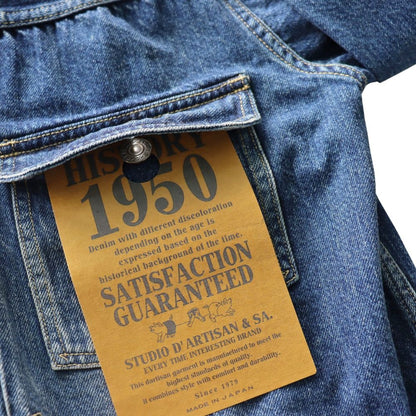 HISTORY
1950
Denim with different discoloration
depending on the age is
expressed based on the
historical background of the time.
SATISFACTION
GUARANTEED
STUDIO D'ARTISAN & SA.
EVERY TIME INTERESTING BRAND
This dartisan garment is manufactured to meet the
highest standards of quality.
it combines style with comfort and durability.
Since 1979
MADE IN JAPAN